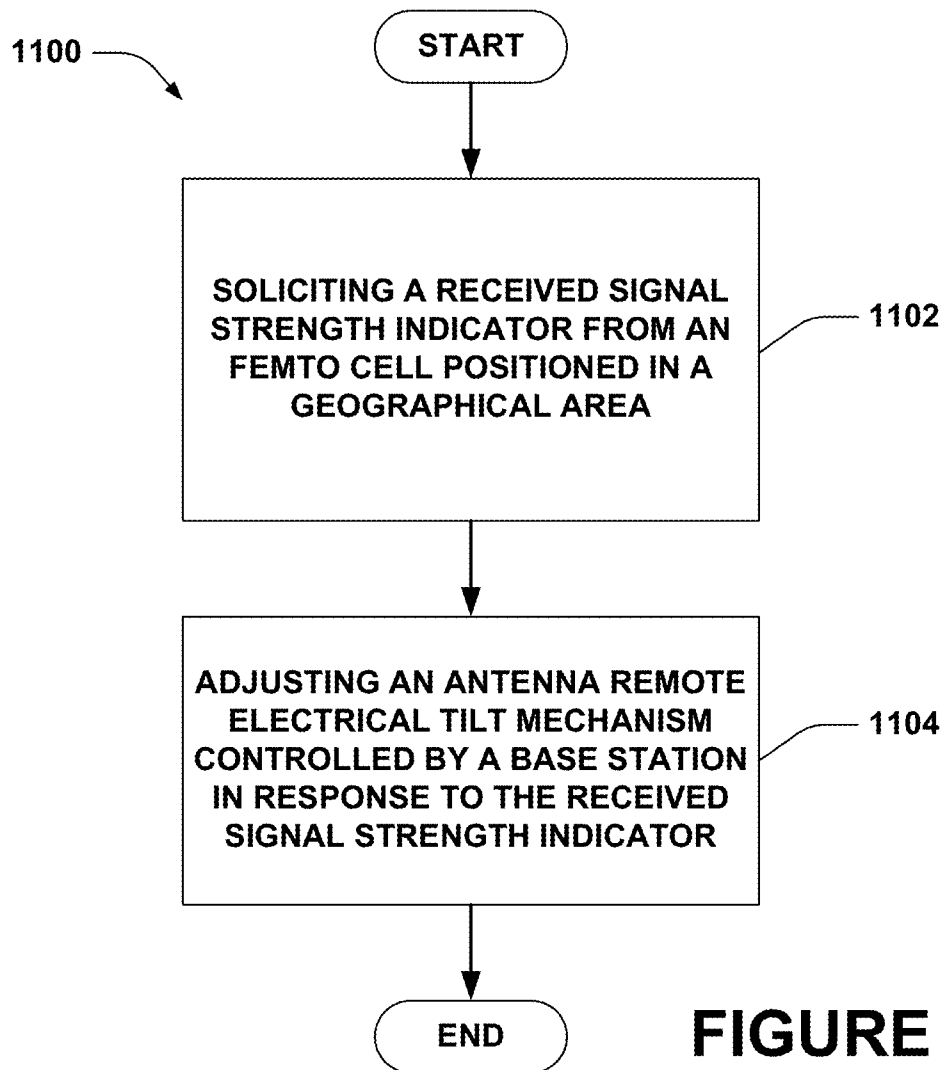 1100
START
SOLICITING A RECEIVED SIGNAL
STRENGTH INDICATOR FROM AN
FEMTO CELL POSITIONED IN A
GEOGRAPHICAL AREA
1102
ADJUSTING AN ANTENNA REMOTE
ELECTRICAL TILT MECHANISM
CONTROLLED BY A BASE STATION
IN RESPONSE TO THE RECEIVED
SIGNAL STRENGTH INDICATOR
1104
END
FIGURE